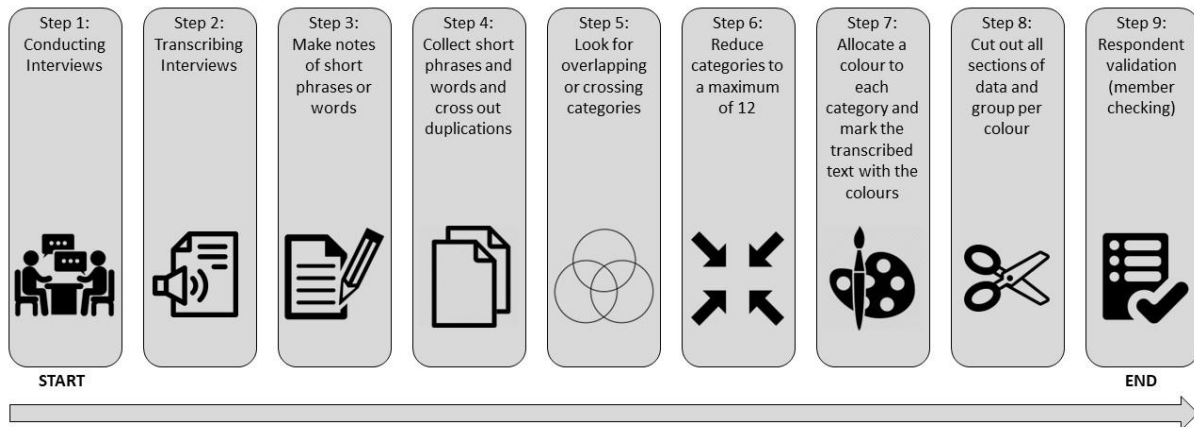 Step 1:
Conducting
Interviews
Step 2:
Transcribing
Interviews
Step 3:
Make notes
of short
phrases or
words
Step 4:
Collect short
phrases and
words and
cross out
duplications
Step 5:
Look for
overlapping
or crossing
categories
Step 6:
Reduce
categories to
a maximum
of 12
Step 7:
Allocate a
colour to
each
category and
mark the
transcribed
text with the
colours
Step 8:
Cut out all
sections of
data and
group per
colour
Step 9:
Respondent
validation
(member
checking)
START
END